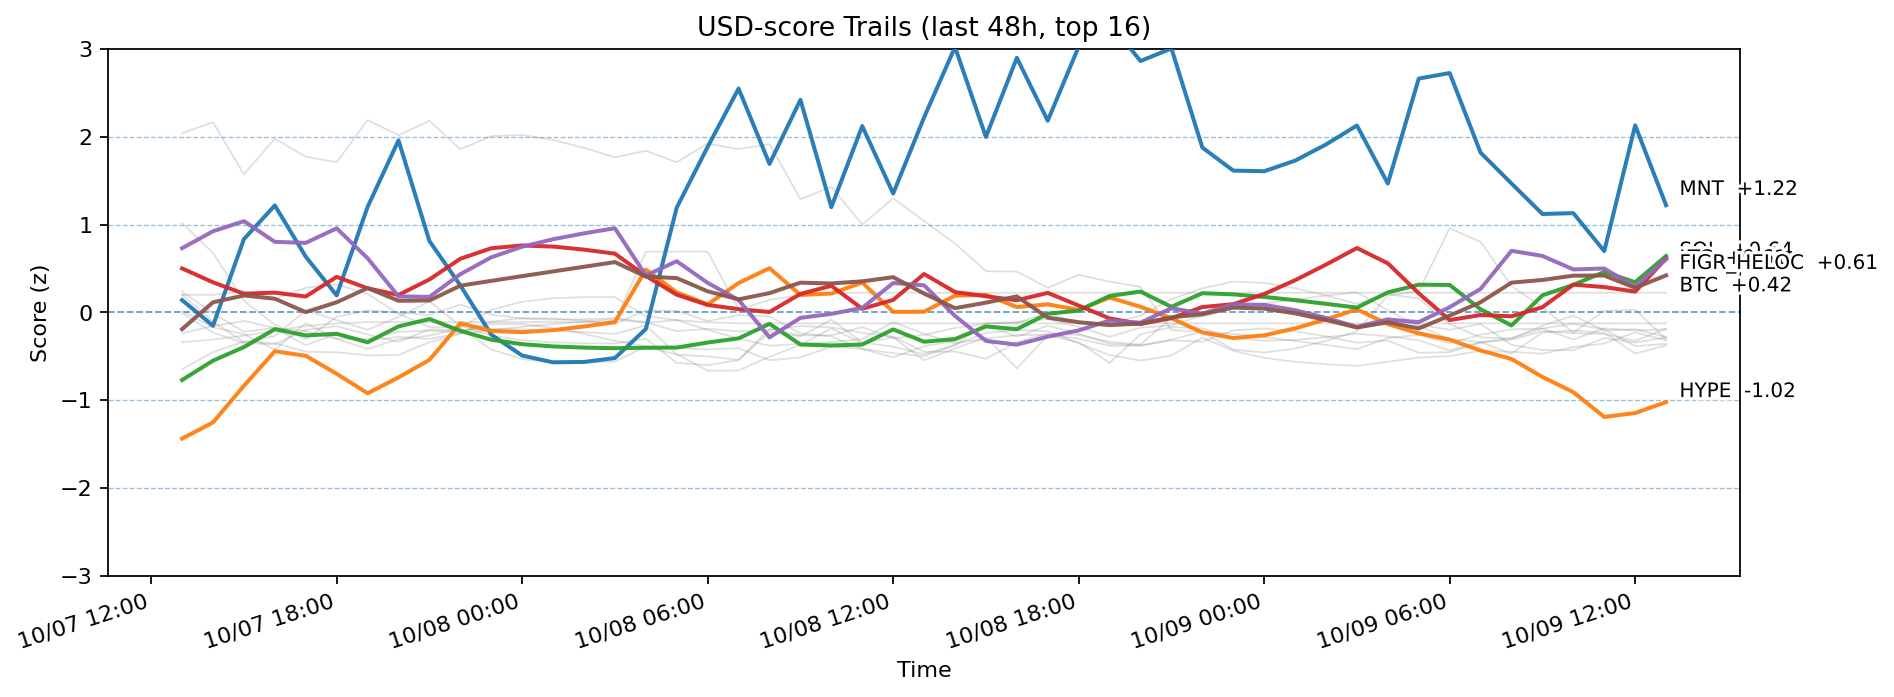 USD-score Trails (last 48h, top 16)
Score (z)
3
2
1
0
−1
−2
−3
MNT +1.22
FIGR_HELOC +0.61
BTC +0.42
HYPE -1.02
10/07 12:00
10/07 18:00
10/08 00:00
10/08 06:00
10/08 12:00
10/08 18:00
10/09 00:00
10/09 06:00
10/09 12:00
Time